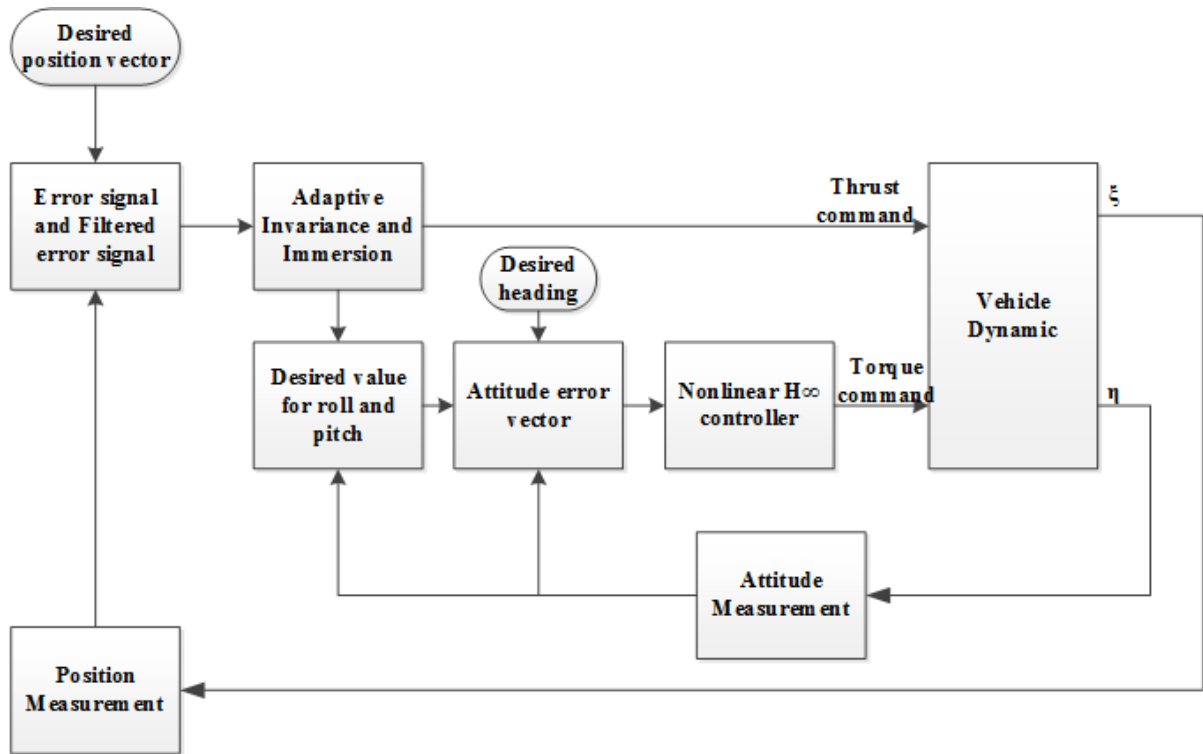 Desired
position vector
Error signal
and Filtered
error signal
Adaptive
Invariance and
Immersion
Thrust
command
Desired
heading
Vehicle
Dynamic
ξ
Desired value
for roll and
pitch
Attitude error
vector
Nonlinear H∞
controller
Torque
command
η
Attitude
Measurement
Position
Measurement